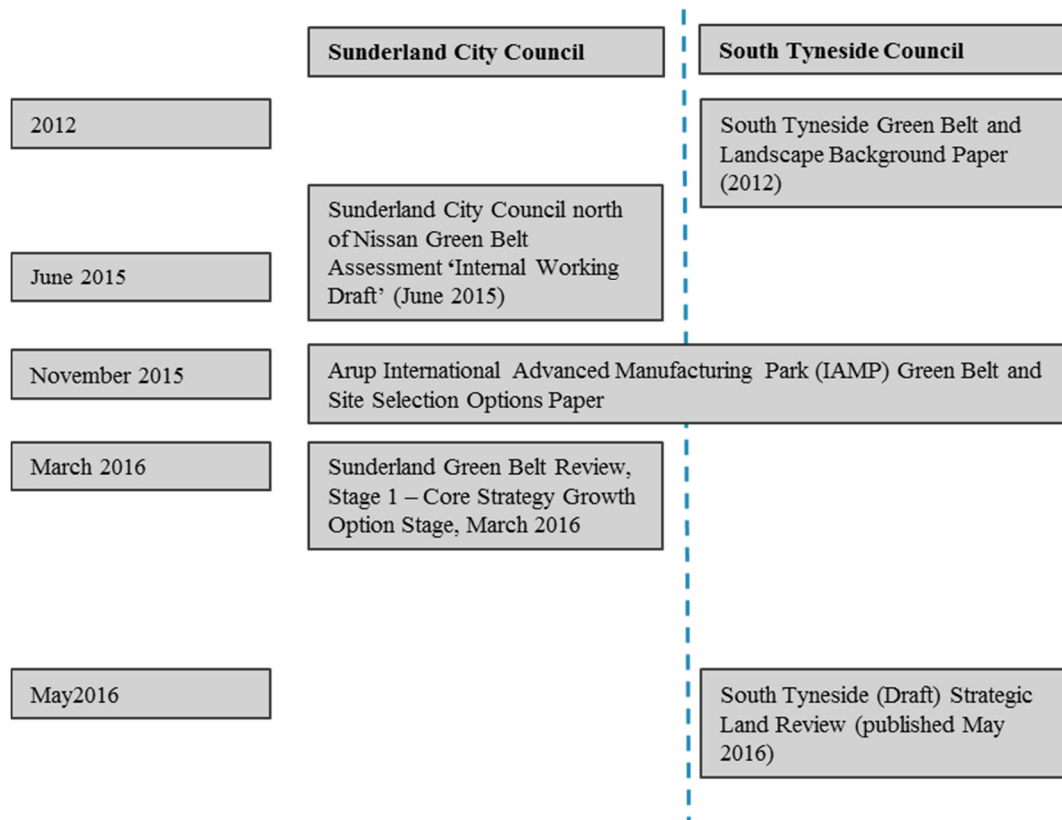 Sunderland City Council
South Tyneside Council
2012
South Tyneside Green Belt and
Landscape Background Paper
(2012)
Sunderland City Council north
of Nissan Green Belt
Assessment ‘Internal Working
Draft’ (June 2015)
June 2015
November 2015
Arup International Advanced Manufacturing Park (IAMP) Green Belt and
Site Selection Options Paper
March 2016
Sunderland Green Belt Review,
Stage 1 – Core Strategy Growth
Option Stage, March 2016
May2016
South Tyneside (Draft) Strategic
Land Review (published May
2016)